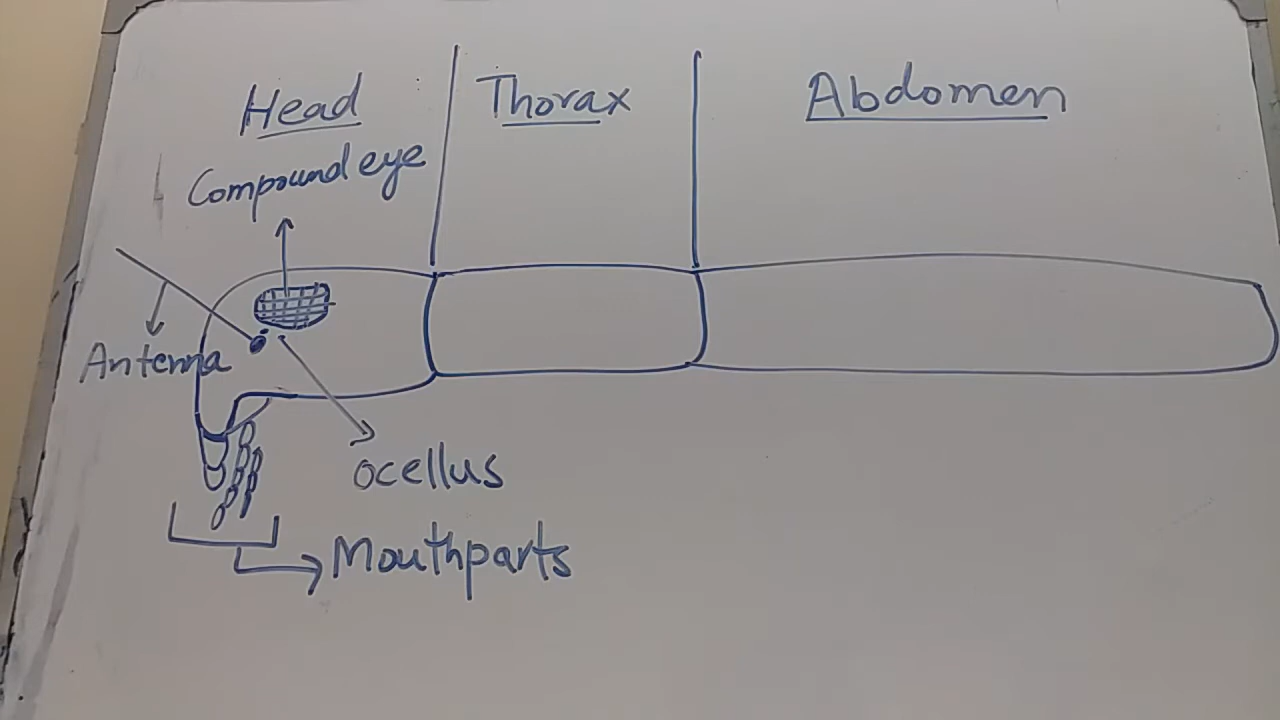 Head
Thorax
Abdomen
Compound eye
Antenna
ocellus
Mouthparts